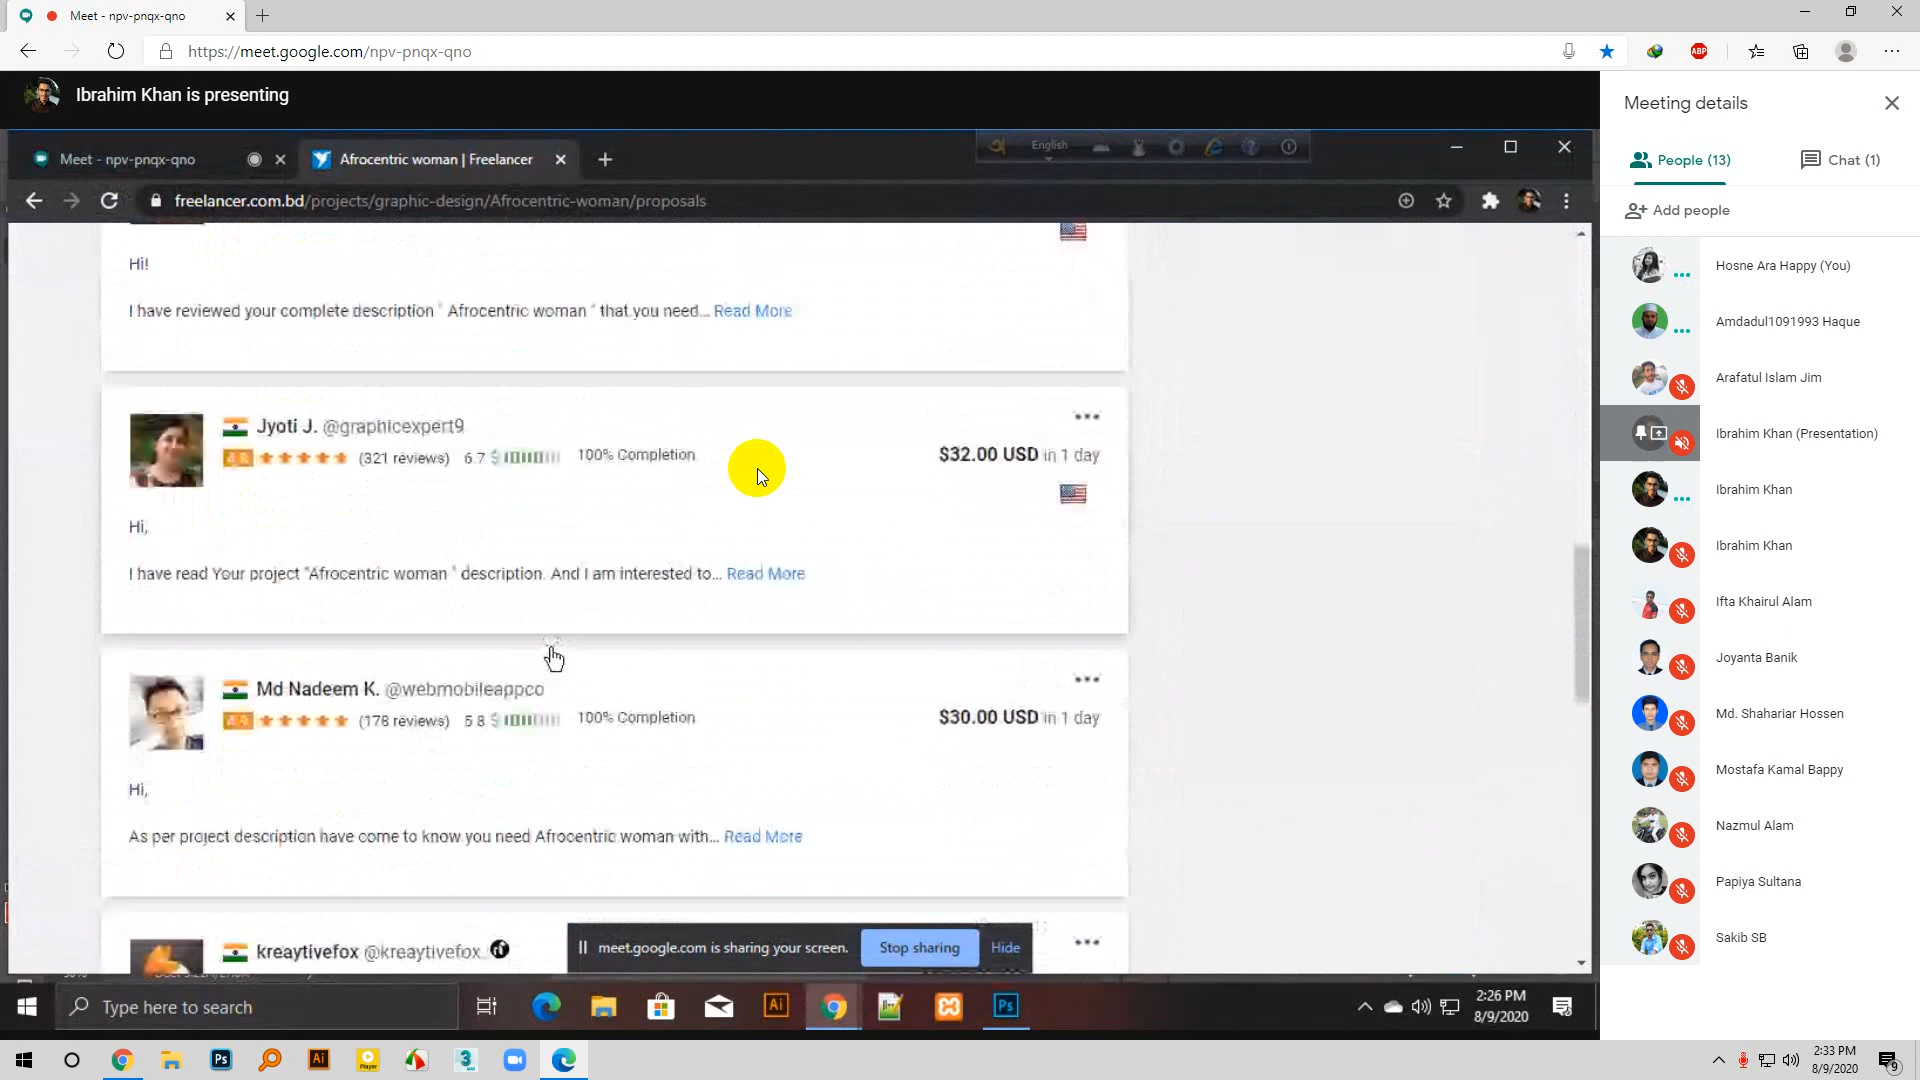 Meet - npv-pnqx-qno
https://meet.google.com/npv-pnqx-qno
ABP
Ibrahim Khan is presenting
Meet - npv-pnqx-qno
Afrocentric woman | Freelancer
English
freelancer.com.bd/projects/graphic-design/Afrocentric-woman/proposals
Hi!
I have reviewed your complete description " Afrocentric woman " that you need... Read More
Jyoti J. @graphicexpert9
(321 reviews) 6.7 100% Completion
$32.00 USD in 1 day
Hi,
I have read Your project "Afrocentric woman " description. And I am interested to... Read More
Md Nadeem K. @webmobileappco
(178 reviews) 5.8 100% Completion
$30.00 USD in 1 day
Hi,
As per project description have come to know you need Afrocentric woman with... Read More
kreaytivefox @kreaytivefox
meet.google.com is sharing your screen. Stop sharing Hide
Type here to search
Ai
Ps
2:26 PM
8/9/2020
Meeting details
People (13)
Chat (1)
Add people
Hosne Ara Happy (You)
Amdadul1091993 Haque
Arafatul Islam Jim
Ibrahim Khan (Presentation)
Ibrahim Khan
Ibrahim Khan
Ifta Khairul Alam
Joyanta Banik
Md. Shahariar Hossen
Mostafa Kamal Bappy
Nazmul Alam
Papiya Sultana
Sakib SB
Ps
Ai
Player
3
2:33 PM
8/9/2020
9